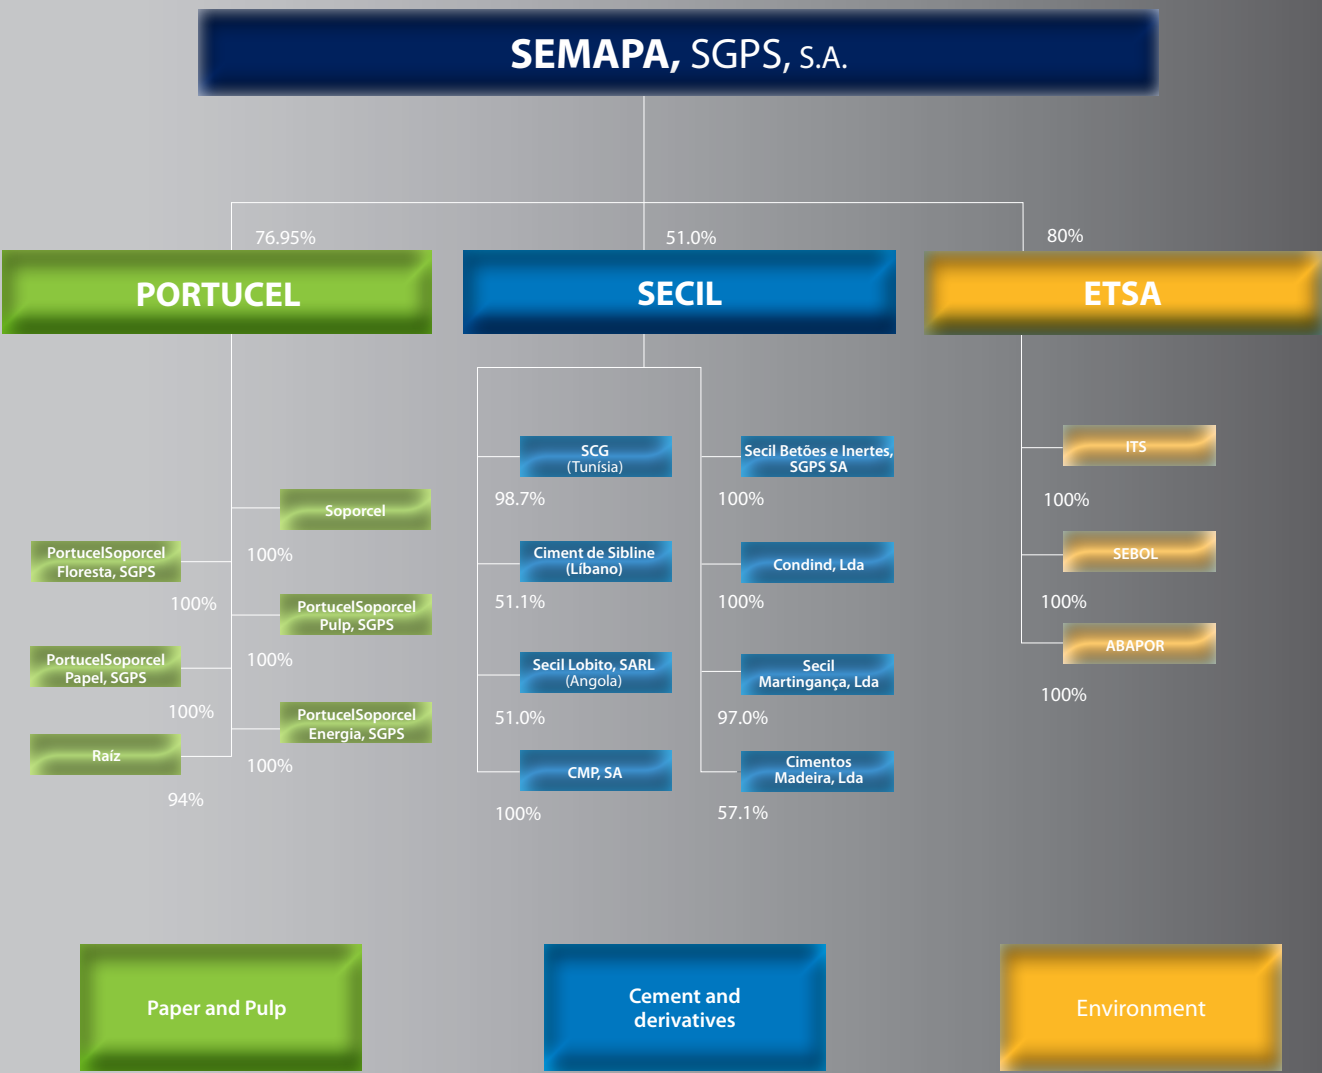 SEMAPA, SGPS, S.A.
76.95%
51.0%
80%
PORTUCEL
SECIL
ETSA
Soporcel
100%
PortucelSoporcel
Floresta, SGPS
100%
PortucelSoporcel
Pulp, SGPS
100%
PortucelSoporcel
Papel, SGPS
100%
PortucelSoporcel
Energia, SGPS
100%
Raíz
94%
SCG
(Tunísia)
98.7%
Ciment de Sibline
(Líbano)
51.1%
Secil Lobito, SARL
(Angola)
51.0%
CMP, SA
100%
Secil Betões e Inertes,
SGPS SA
100%
Condind, Lda
100%
Secil
Martingança, Lda
97.0%
Cimentos
Madeira, Lda
57.1%
ITS
100%
SEBOL
100%
ABAPOR
100%
Paper and Pulp
Cement and
derivatives
Environment